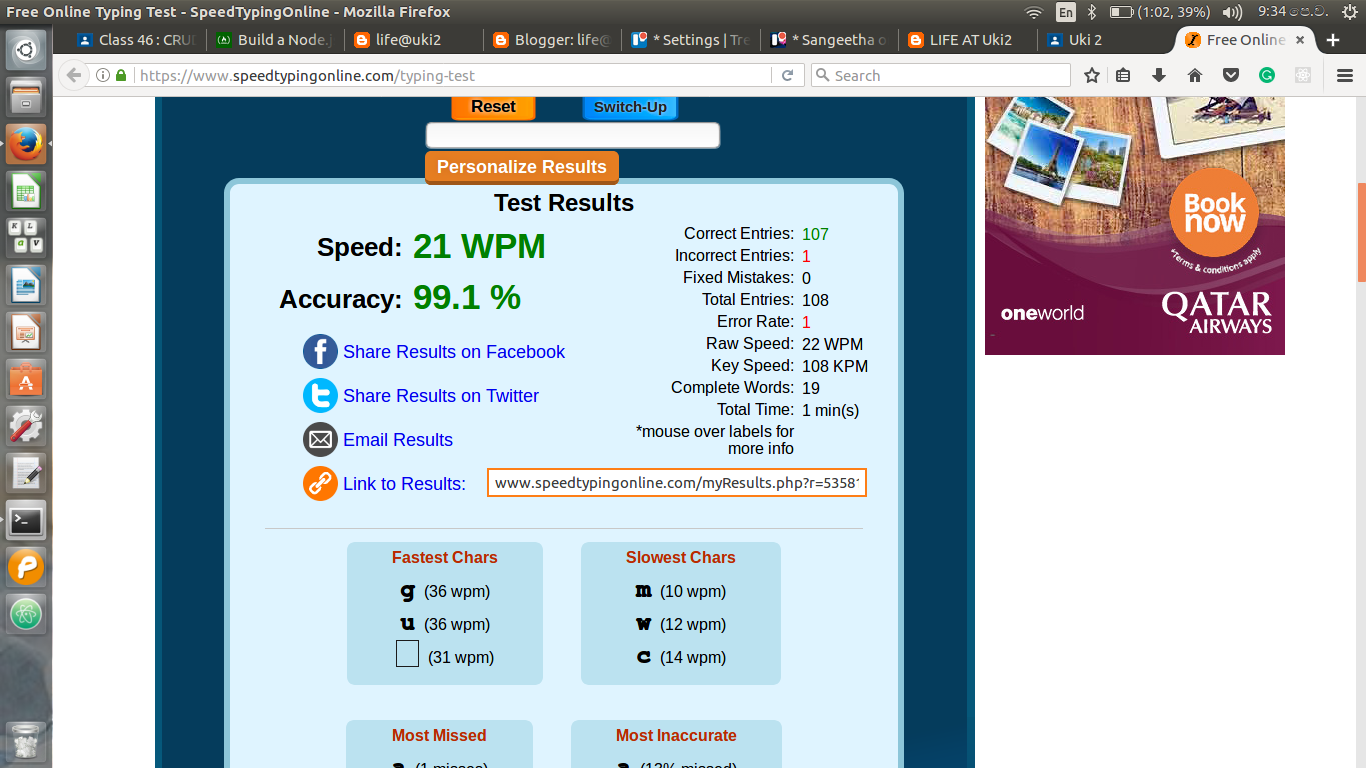 Free Online Typing Test - SpeedTypingOnline - Mozilla Firefox
En (1:02, 39%) 9:34 පෙ.ව.
Class 46 : CRUD Build a Node.j life@uki2 Blogger: life@ * Settings | Tre * Sangeetha o LIFE AT Uki2 Uki 2 Free Online
https://www.speedtypingonline.com/typing-test Search
Reset Switch-Up
Personalize Results
Test Results
Speed: 21 WPM
Accuracy: 99.1 %
Share Results on Facebook
Share Results on Twitter
Email Results
Link to Results: www.speedtypingonline.com/myResults.php?r=5358
Correct Entries: 107
Incorrect Entries: 1
Fixed Mistakes: 0
Total Entries: 108
Error Rate: 1
Raw Speed: 22 WPM
Key Speed: 108 KPM
Complete Words: 19
Total Time: 1 min(s)
*mouse over labels for
more info
Fastest Chars
g (36 wpm)
u (36 wpm)
(31 wpm)
Slowest Chars
m (10 wpm)
w (12 wpm)
c (14 wpm)
Most Missed
(1 misses)
Most Inaccurate
(13% missed)
Book
now
*Terms & conditions apply
oneworld
QATAR
AIRWAYS